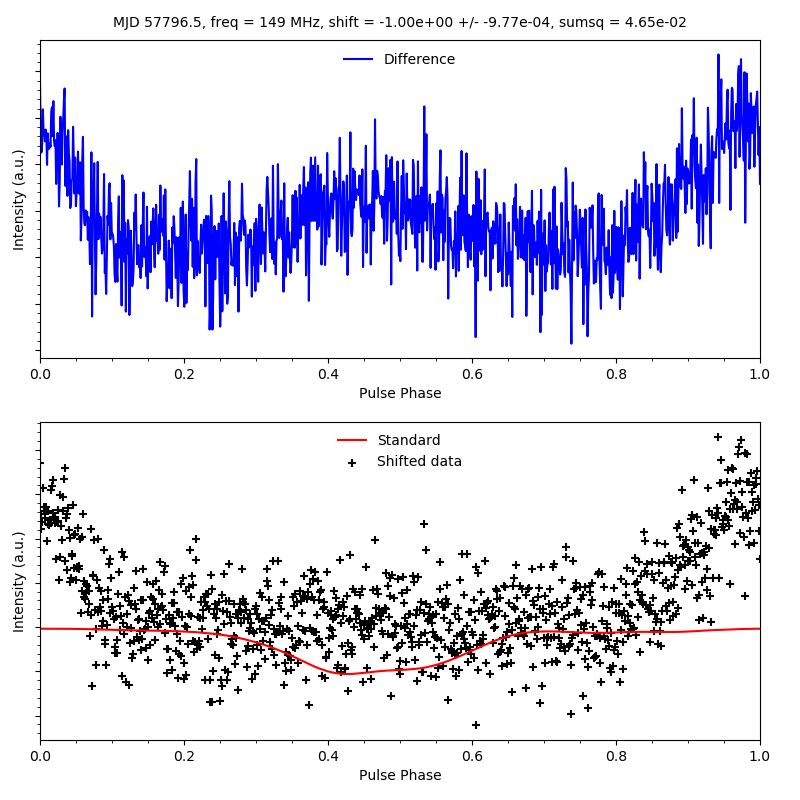 MJD 57796.5, freq = 149 MHz, shift = -1.00e+00 +/- -9.77e-04, sumsq = 4.65e-02
Difference
Intensity (a.u.)
0.0 0.2 0.4 0.6 0.8 1.0
Pulse Phase
Standard
Shifted data
Intensity (a.u.)
0.0 0.2 0.4 0.6 0.8 1.0
Pulse Phase